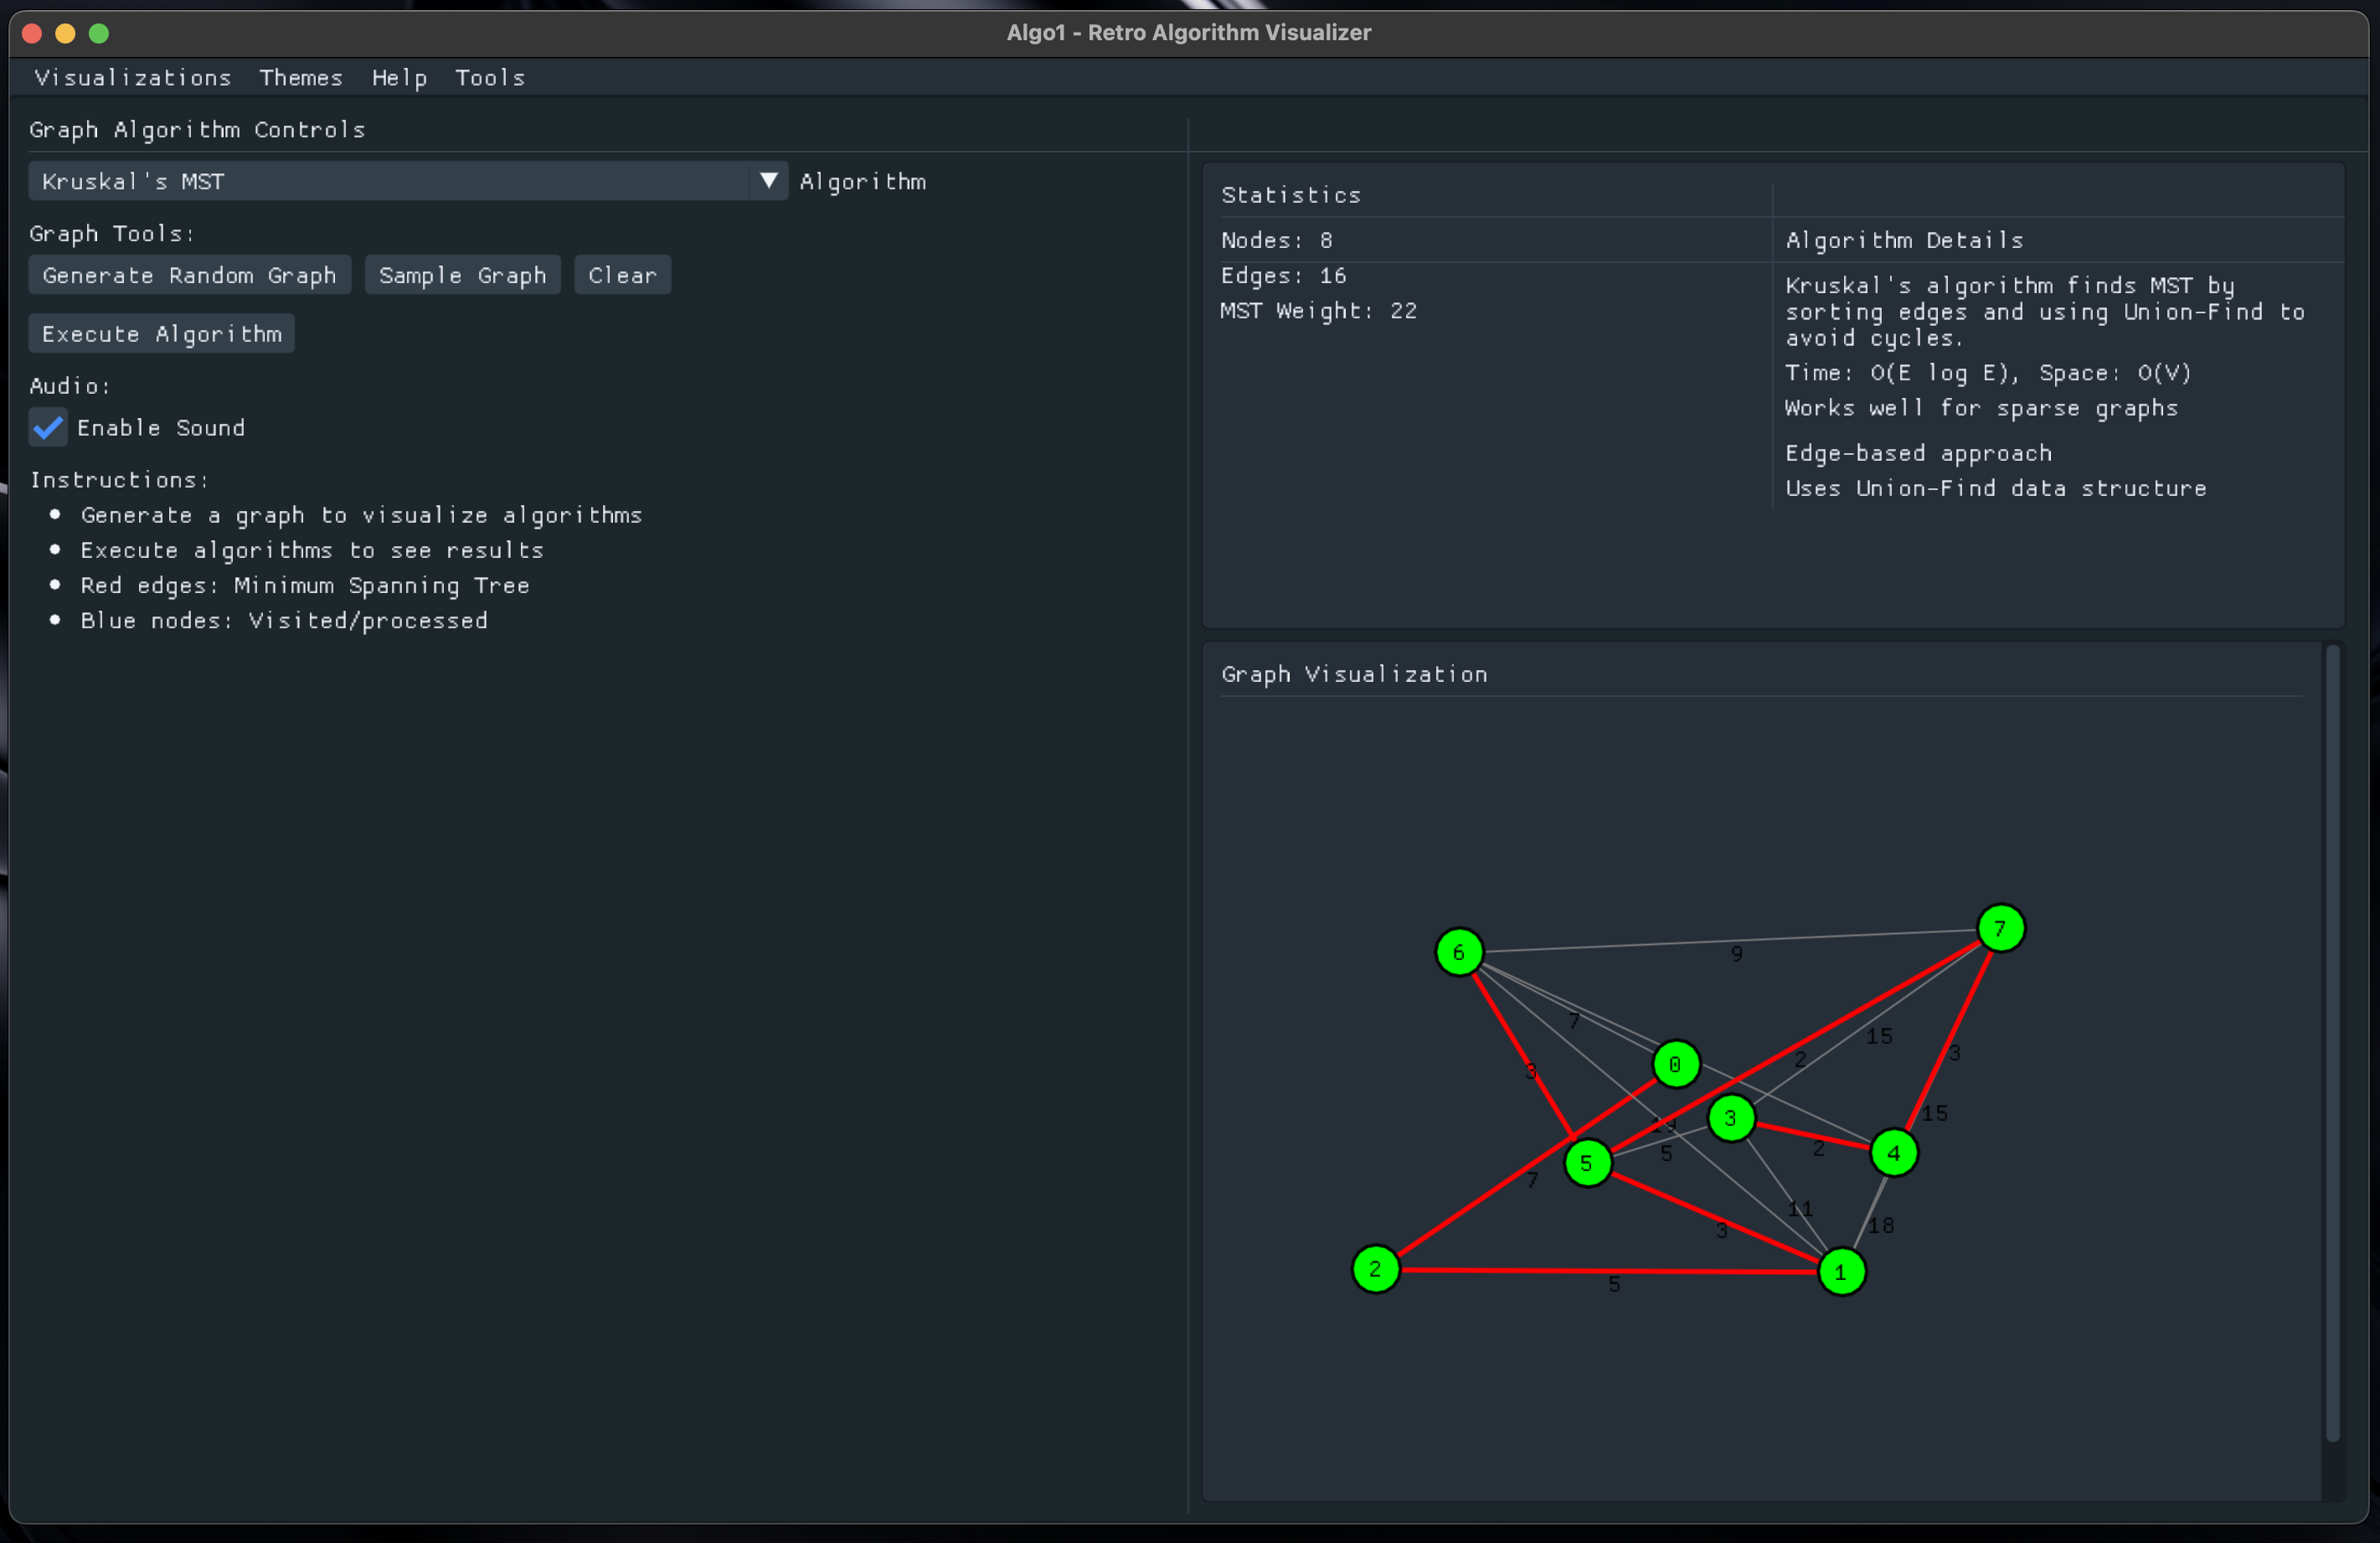 Algo1 - Retro Algorithm Visualizer
Visualizations Themes Help Tools
Graph Algorithm Controls
Kruskal's MST Algorithm
Graph Tools:
Generate Random Graph Sample Graph Clear
Execute Algorithm
Audio:
Enable Sound
Instructions:
• Generate a graph to visualize algorithms
• Execute algorithms to see results
• Red edges: Minimum Spanning Tree
• Blue nodes: Visited/processed
Statistics
Nodes: 8
Edges: 16
MST Weight: 22
Algorithm Details
Kruskal's algorithm finds MST by
sorting edges and using Union-Find to
avoid cycles.
Time: O(E log E), Space: O(V)
Works well for sparse graphs
Edge-based approach
Uses Union-Find data structure
Graph Visualization
7
6
9
7
15
2
3
0
3
15
3
19
5
2
4
5
7
11
18
3
2
1
5